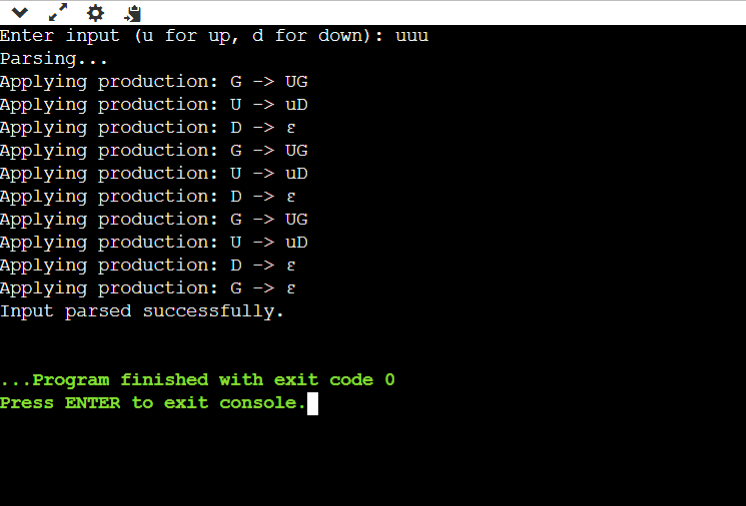 Enter input (u for up, d for down): uuu
Parsing...
Applying production: G -> UG
Applying production: U -> uD
Applying production: D -> ε
Applying production: G -> UG
Applying production: U -> uD
Applying production: D -> ε
Applying production: G -> UG
Applying production: U -> uD
Applying production: D -> ε
Applying production: G -> ε
Input parsed successfully.
...Program finished with exit code 0
Press ENTER to exit console.